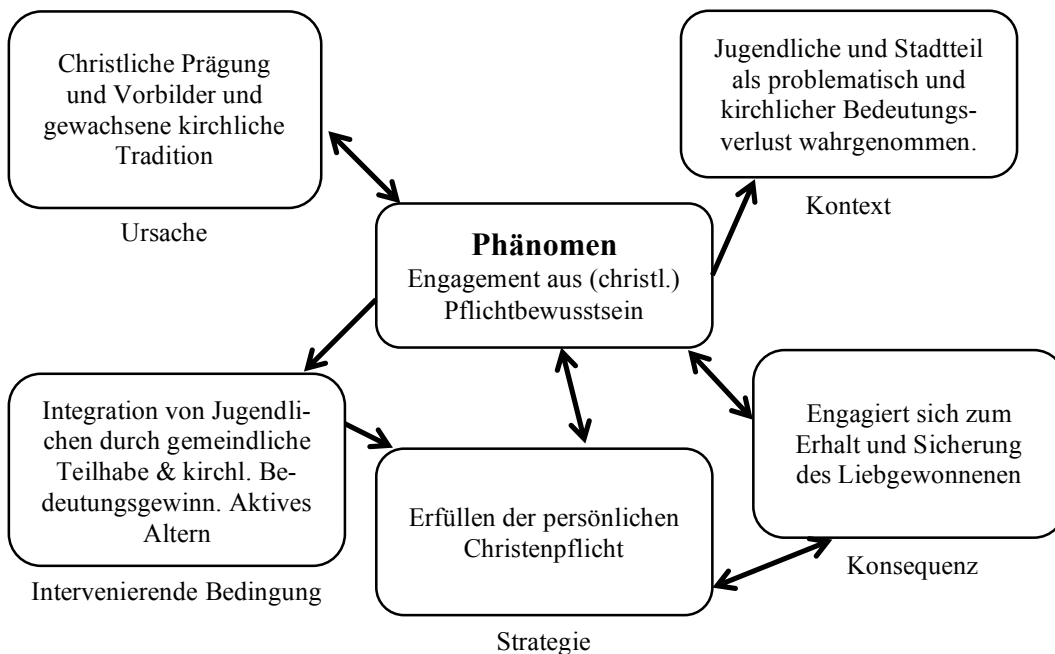 Christliche Prägung
und Vorbilder und
gewachsene kirchliche
Tradition
Ursache
Jugendliche und Stadtteil
als problematisch und
kirchlicher Bedeutungs-
verlust wahrgenommen.
Kontext
Phänomen
Engagement aus (christl.)
Pflichtbewusstsein
Integration von Jugendli-
chen durch gemeindliche
Teilhabe & kirchl. Be-
deutungsgewinn. Aktives
Altern
Intervenierende Bedingung
Erfüllen der persönlichen
Christenpflicht
Strategie
Engagiert sich zum
Erhalt und Sicherung
des Liebgewonnenen
Konsequenz